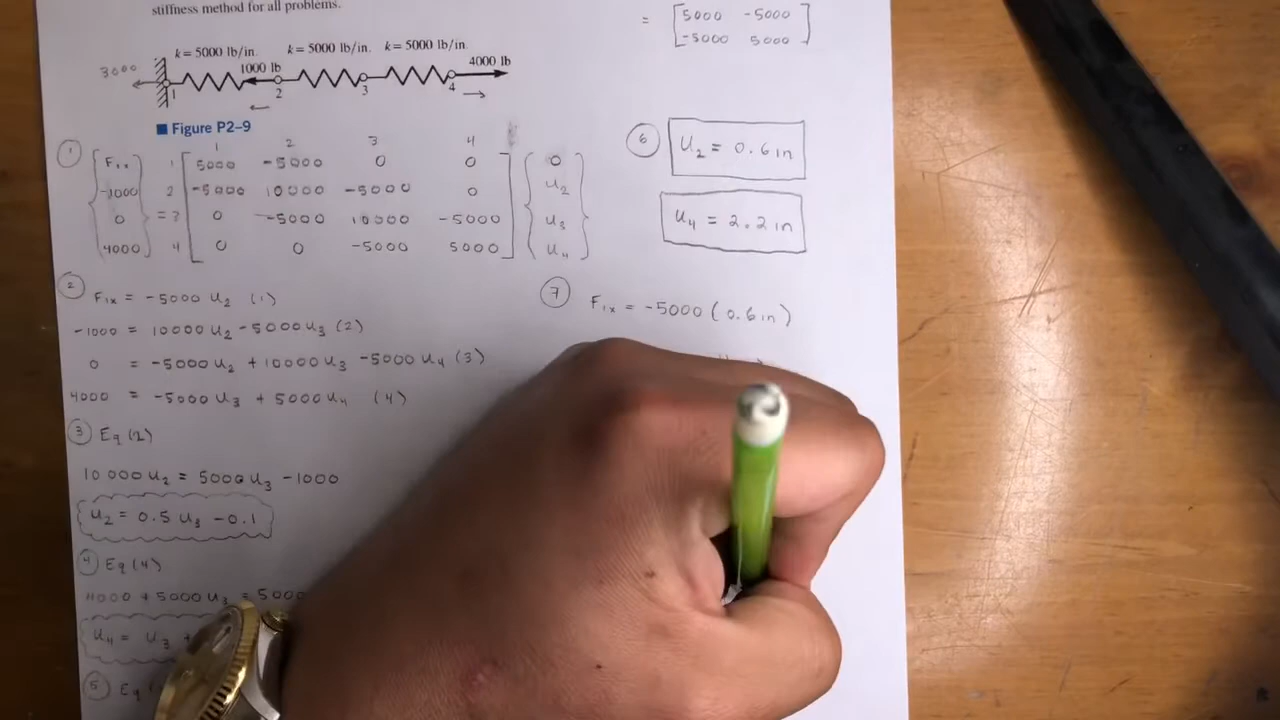 stiffness method for all problems.
= [5000 -5000
-5000 5000]
k = 5000 lb/in. k = 5000 lb/in. k = 5000 lb/in.
3000 1000 lb 4000 lb
1 2 3 4
■ Figure P2–9
① 1 2 3 4
F1x 1 5000 -5000 0 0 0
-1000 2 -5000 10000 -5000 0 u2
0 = 3 0 -5000 10000 -5000 u3
4000 4 0 0 -5000 5000 u4
②
F1x = -5000 u2 (1)
-1000 = 10000 u2 - 5000 u3 (2)
0 = -5000 u2 + 10000 u3 -5000 u4 (3)
4000 = -5000 u3 + 5000 u4 (4)
③ Eq (2)
10 000 u2 = 5000 u3 - 1000
u2 = 0.5 u3 - 0.1
④ Eq (4)
4000 + 5000 u3 = 5000
u4 = u3 +
⑤ Eq
⑥ u2 = 0.6 in
u4 = 2.2 in
⑦ F1x = -5000 (0.6 in)